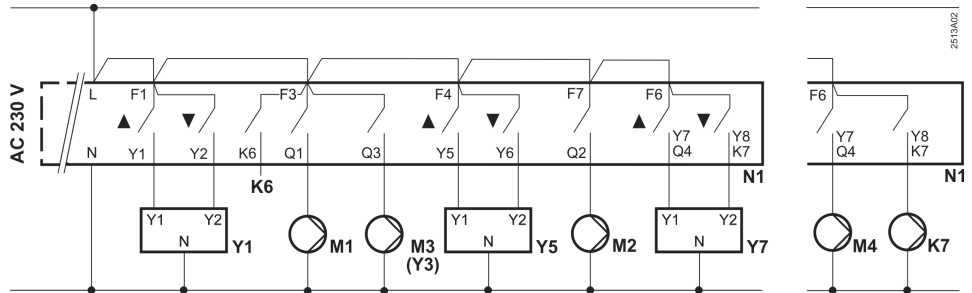 2513A02
AC 230 V
L F1 F3 F4 F7 F6 F6
▲ ▼ ▲ ▼ ▲ ▼
Y7 Y8 Y7 Y8
N Y1 Y2 K6 Q1 Q3 Y5 Y6 Q2 Q4 K7 Q4 K7
K6 N1 N1
Y1 Y2 Y1 Y2 Y1 Y2
N Y1 M1 M3 N Y5 M2 N Y7 M4 K7
(Y3)